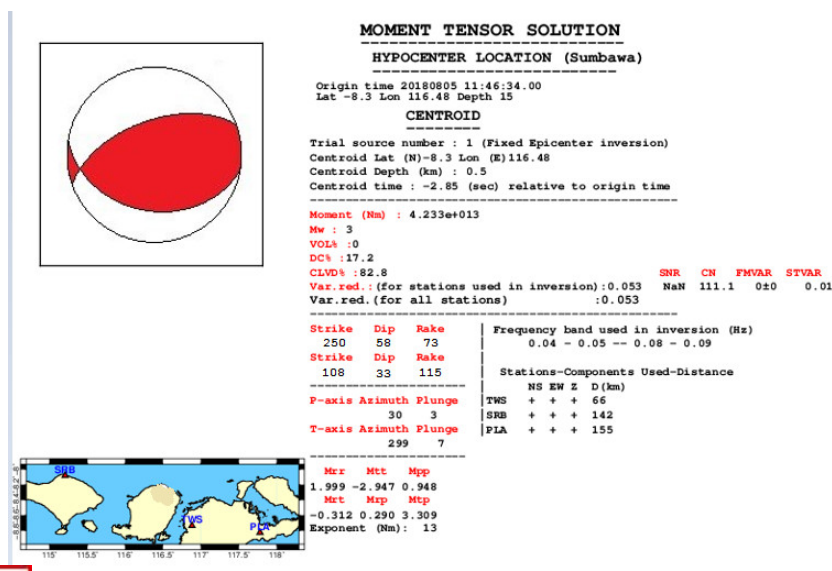 MOMENT TENSOR SOLUTION
HYPOCENTER LOCATION (Sumbawa)
Origin time 20180805 11:46:34.00
Lat -8.3 Lon 116.48 Depth 15
CENTROID
Trial source number : 1 (Fixed Epicenter inversion)
Centroid Lat (N)-8.3 Lon (E)116.48
Centroid Depth (km) : 0.5
Centroid time : -2.85 (sec) relative to origin time
Moment (Nm) : 4.233e+013
Mw : 3
VOL% :0
DC% :17.2
CLVD% :82.8
SNR CN FMVAR STVAR
Var.red.:(for stations used in inversion):0.053 NaN 111.1 0±0 0.01
Var.red.(for all stations) :0.053
Strike Dip Rake
250 58 73
Strike Dip Rake
108 33 115
P-axis Azimuth Plunge
30 3
T-axis Azimuth Plunge
299 7
Mrr Mtt Mpp
1.999 -2.947 0.948
Mrt Mrp Mtp
-0.312 0.290 3.309
Exponent (Nm): 13
Frequency band used in inversion (Hz)
0.04 - 0.05 -- 0.08 - 0.09
Stations-Components Used-Distance
NS EW Z D(km)
TWS + + + 66
SRB + + + 142
PLA + + + 155
SRB
TWS
PLA
-8˚
-8.2˚
-8.4˚
-8.6˚
-8.8˚
115˚ 115.5˚ 116˚ 116.5˚ 117˚ 117.5˚ 118˚